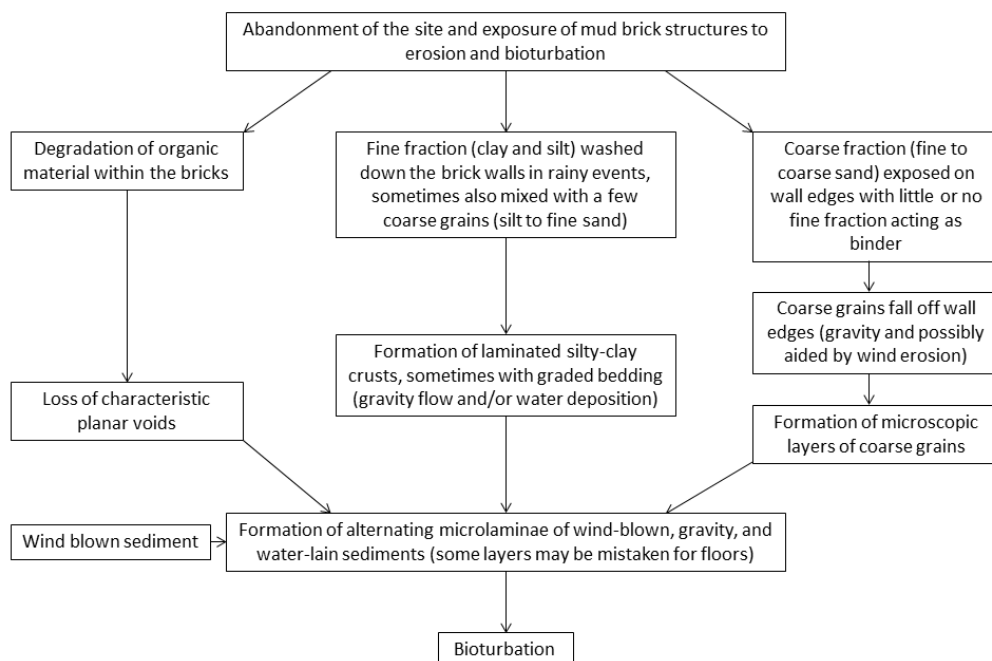 Abandonment of the site and exposure of mud brick structures to
erosion and bioturbation
Degradation of organic
material within the bricks
Fine fraction (clay and silt) washed
down the brick walls in rainy events,
sometimes also mixed with a few
coarse grains (silt to fine sand)
Coarse fraction (fine to
coarse sand) exposed on
wall edges with little or no
fine fraction acting as
binder
Coarse grains fall off wall
edges (gravity and possibly
aided by wind erosion)
Formation of laminated silty-clay
crusts, sometimes with graded bedding
(gravity flow and/or water deposition)
Loss of characteristic
planar voids
Formation of microscopic
layers of coarse grains
Wind blown sediment
Formation of alternating microlaminae of wind-blown, gravity, and
water-lain sediments (some layers may be mistaken for floors)
Bioturbation